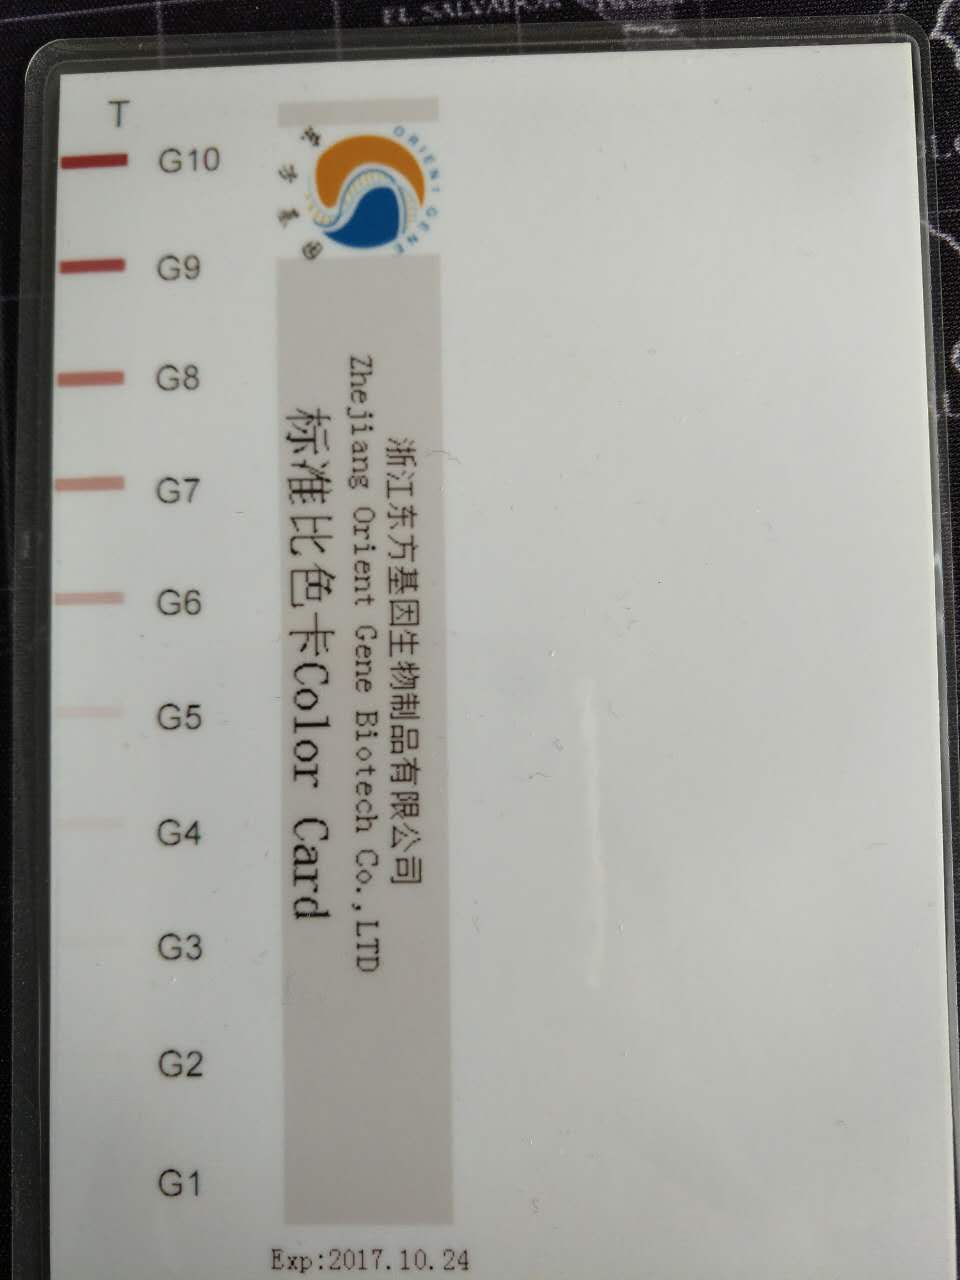 EL SALVADOR
T
G10
G9
G8
G7
G6
G5
G4
G3
G2
G1
东方基因
ORIENT GENE
浙江东方基因生物制品有限公司
Zhejiang Orient Gene Biotech Co.,LTD
标准比色卡Color Card
Exp:2017.10.24